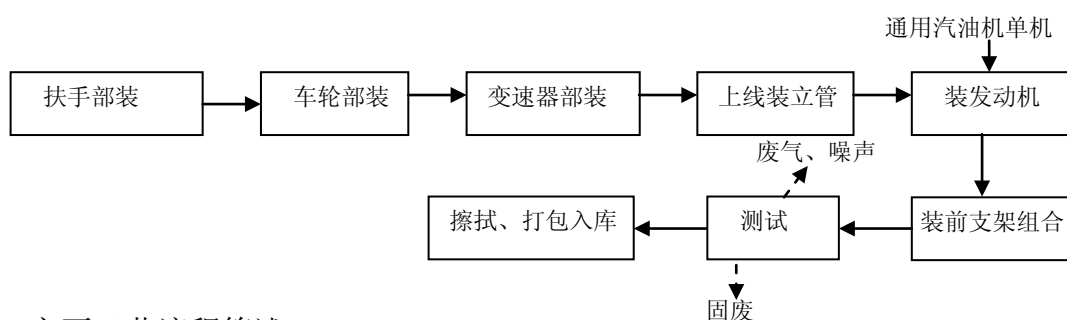 通用汽油机单机
扶手部装
车轮部装
变速器部装
上线装立管
装发动机
废气、噪声
擦拭、打包入库
测试
装前支架组合
固废